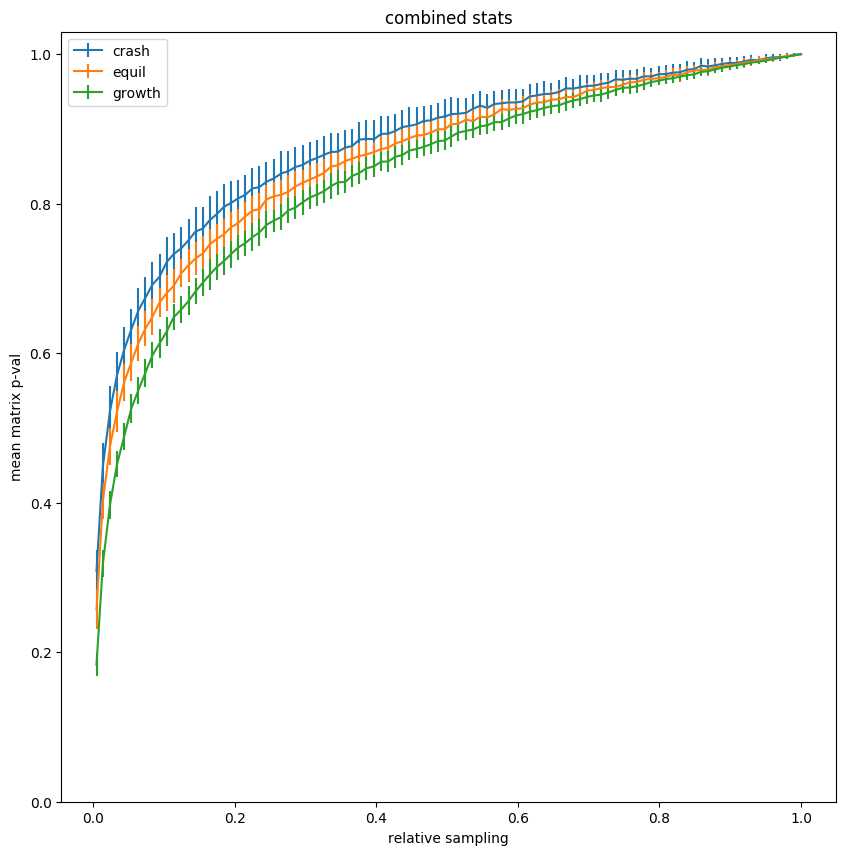 combined stats
crash
equil
growth
mean matrix p-val
1.0
0.8
0.6
0.4
0.2
0.0
0.0 0.2 0.4 0.6 0.8 1.0
relative sampling